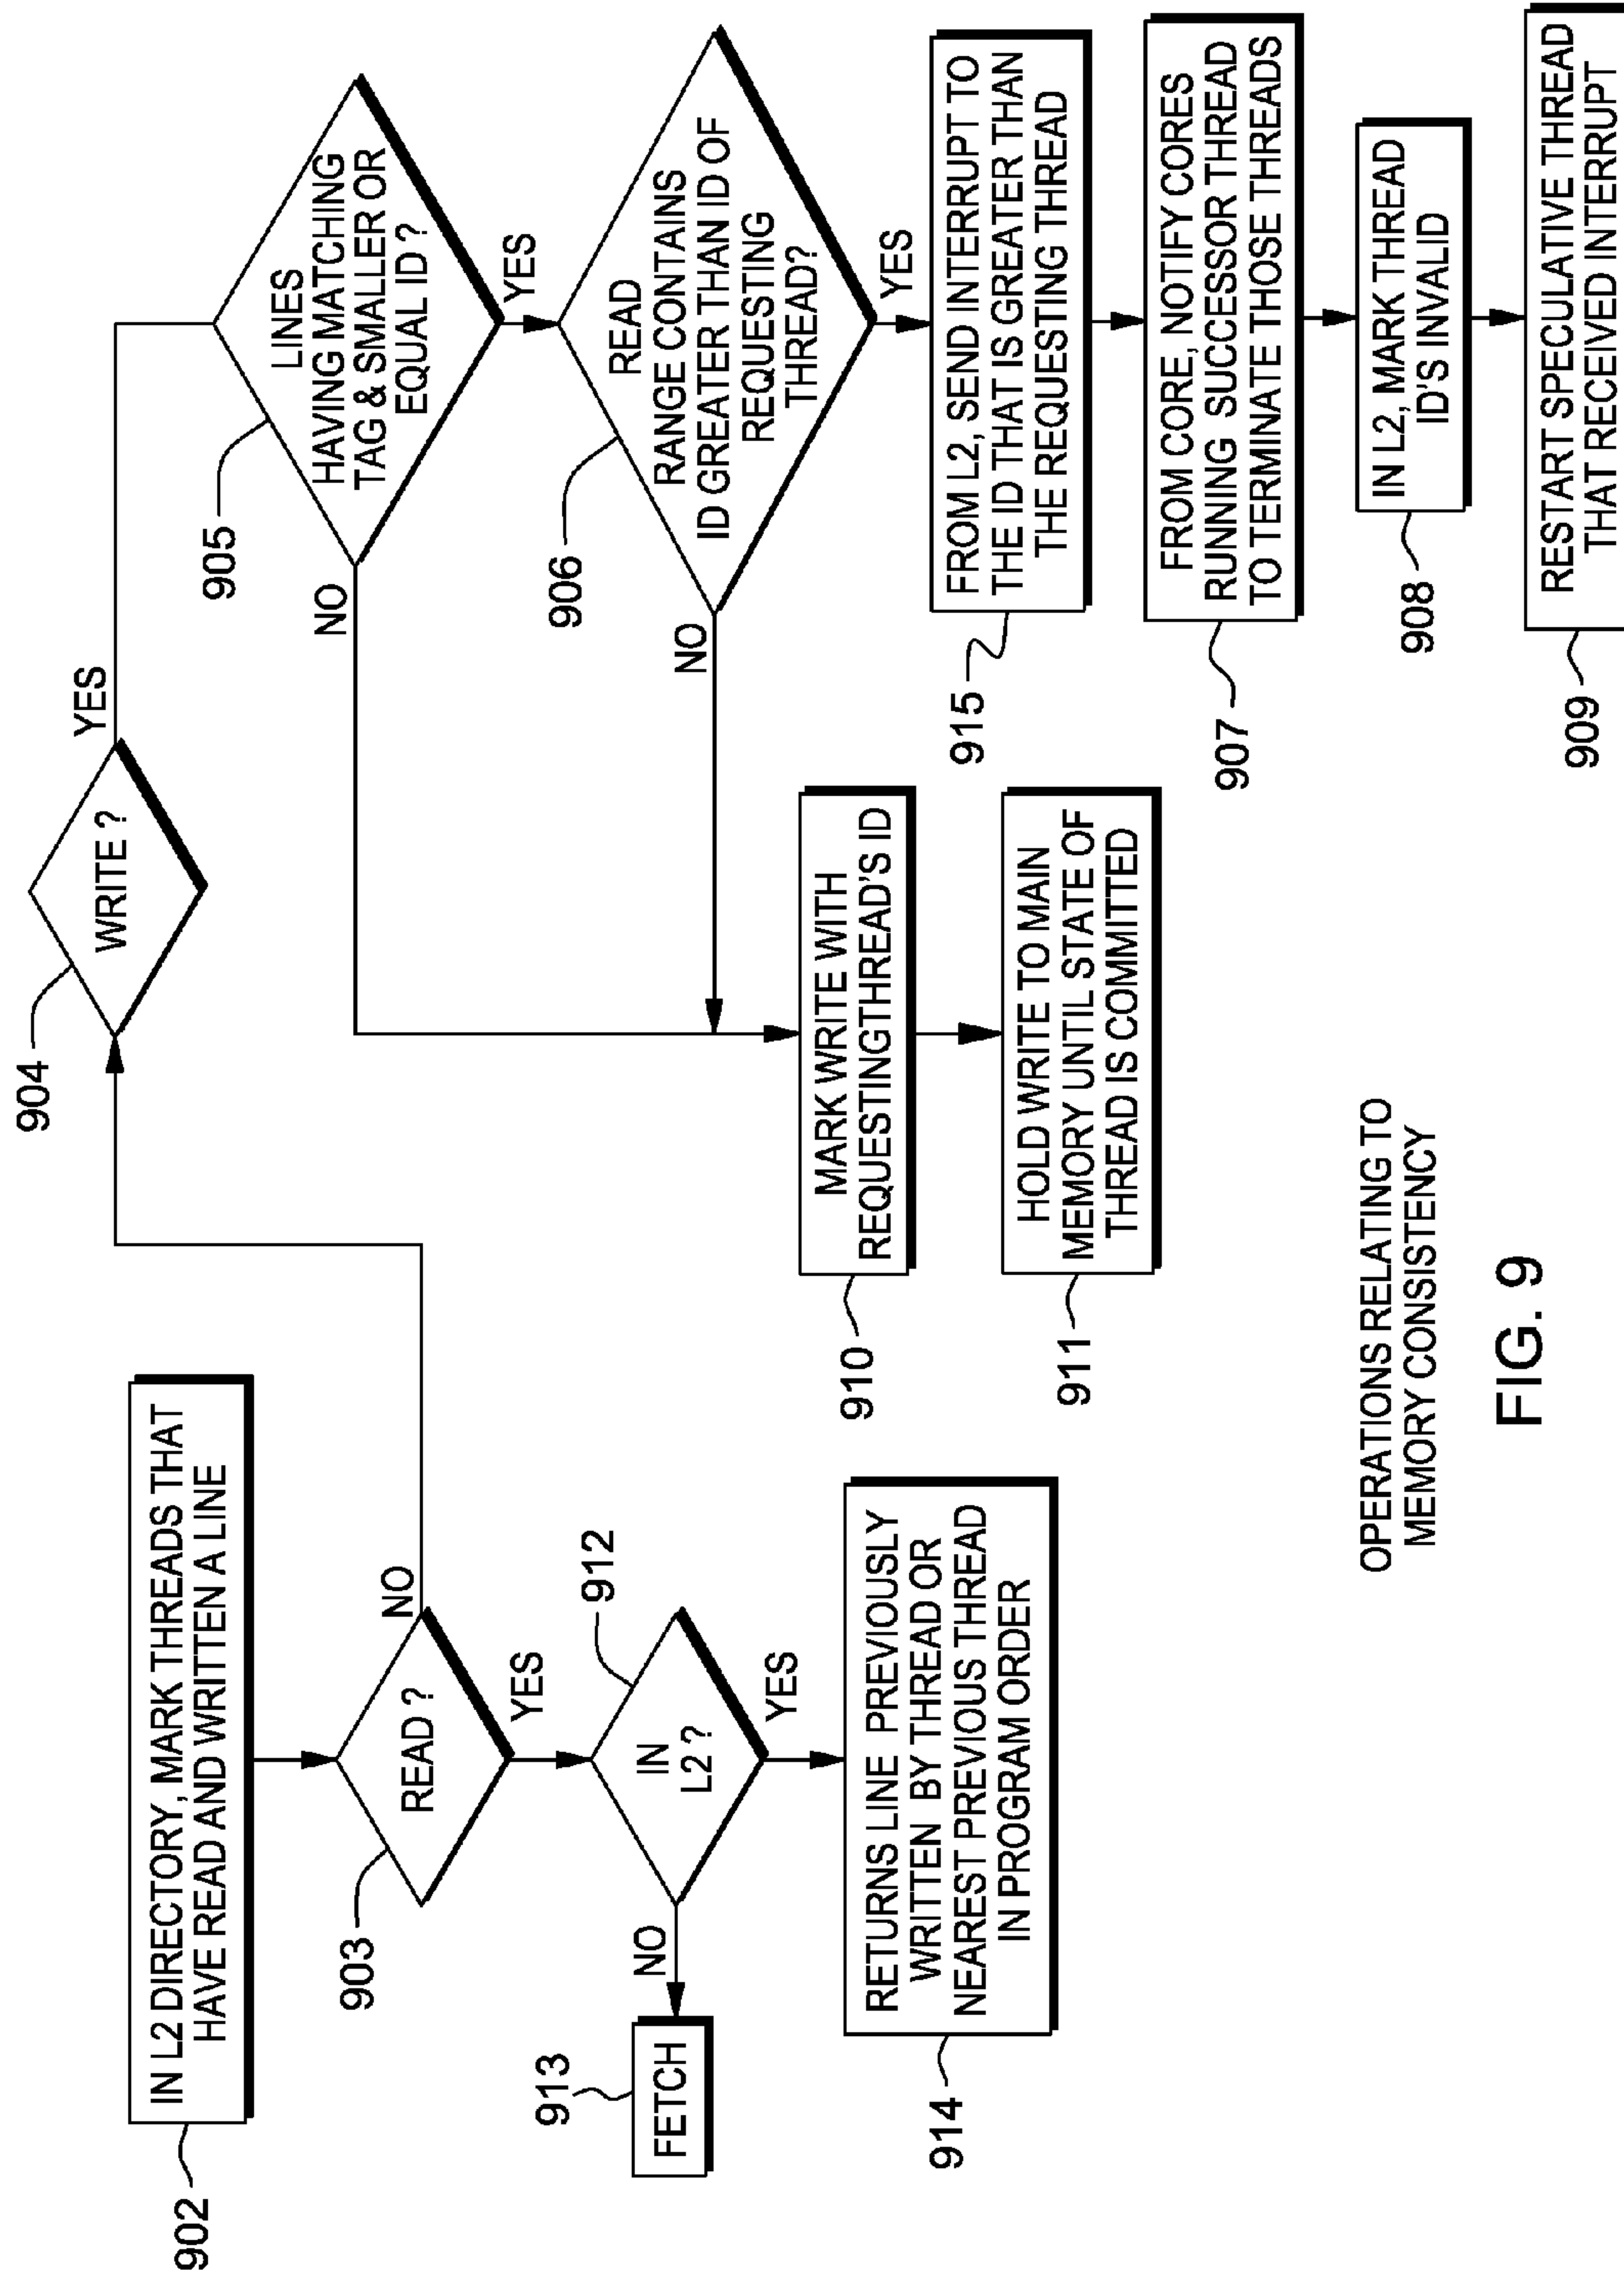 902
IN L2 DIRECTORY, MARK THREADS THAT
HAVE READ AND WRITTEN A LINE
903
READ ?
NO
YES
912
IN
L2 ?
NO
YES
913
FETCH
914
RETURNS LINE PREVIOUSLY
WRITTEN BY THREAD OR
NEAREST PREVIOUS THREAD
IN PROGRAM ORDER
904
WRITE ?
YES
905
LINES
HAVING MATCHING
TAG & SMALLER OR
EQUAL ID ?
NO
YES
906
READ
RANGE CONTAINS
ID GREATER THAN ID OF
REQUESTING
THREAD?
NO
YES
910
MARK WRITE WITH
REQUESTINGTHREAD'S ID
911
HOLD WRITE TO MAIN
MEMORY UNTIL STATE OF
THREAD IS COMMITTED
915
FROM L2, SEND INTERRUPT TO
THE ID THAT IS GREATER THAN
THE REQUESTING THREAD
907
FROM CORE, NOTIFY CORES
RUNNING SUCCESSOR THREAD
TO TERMINATE THOSE THREADS
908
IN L2, MARK THREAD
ID'S INVALID
909
RESTART SPECULATIVE THREAD
THAT RECEIVED INTERRUPT
OPERATIONS RELATING TO
MEMORY CONSISTENCY
FIG. 9